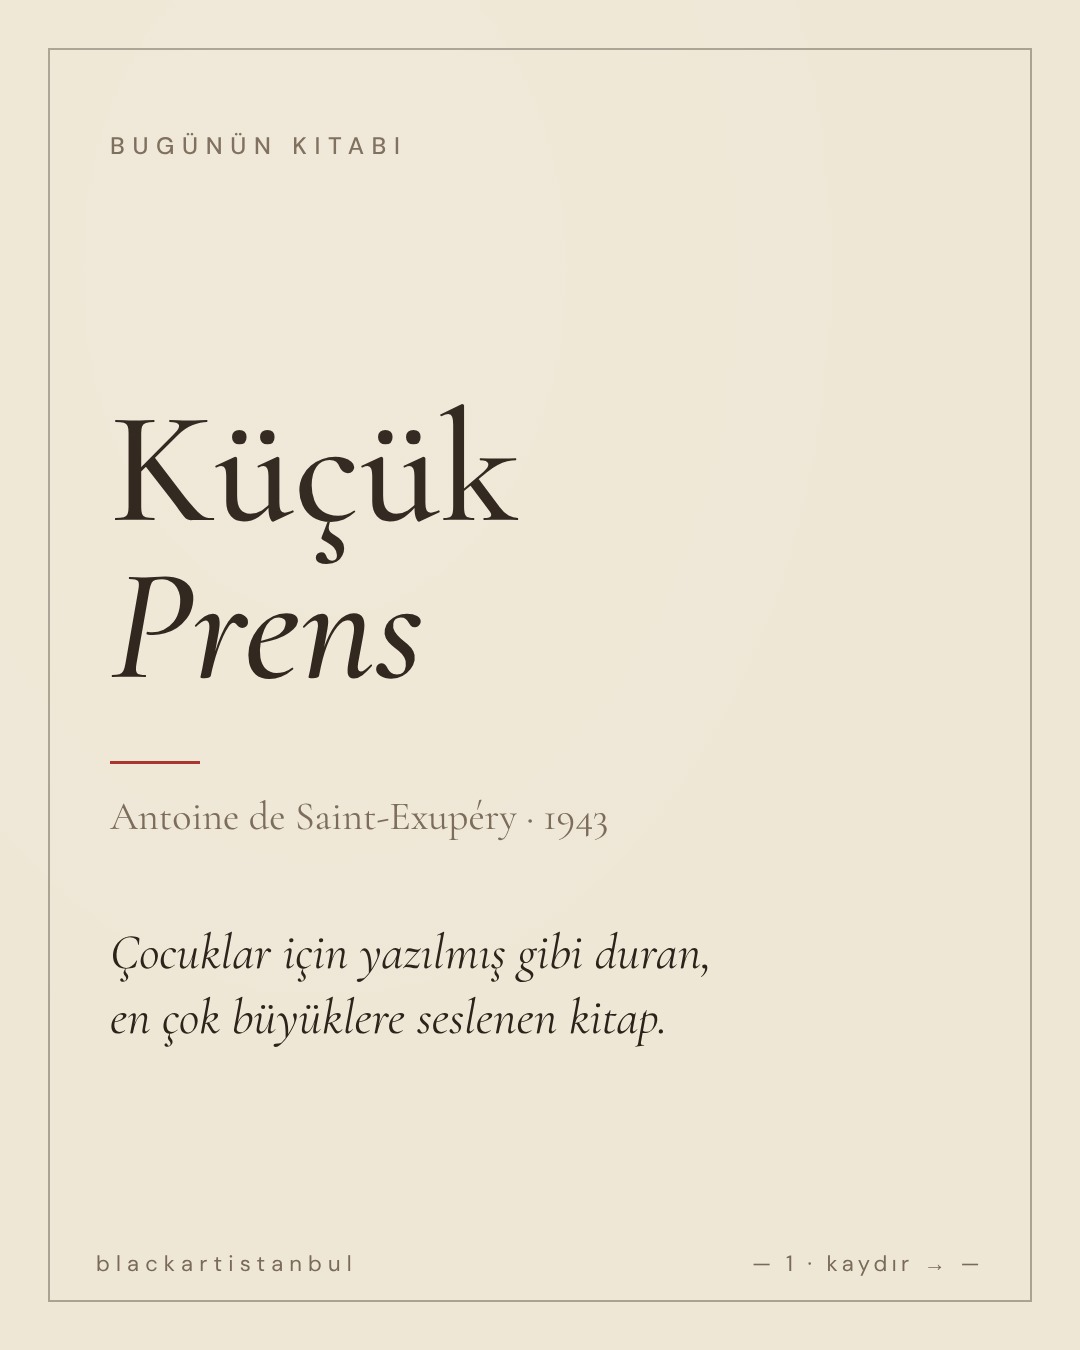 BUGÜNÜN KITABI
Küçük
Prens
Antoine de Saint-Exupéry · 1943
Çocuklar için yazılmış gibi duran,
en çok büyüklere seslenen kitap.
blackartistanbul
— 1 · kaydır → —